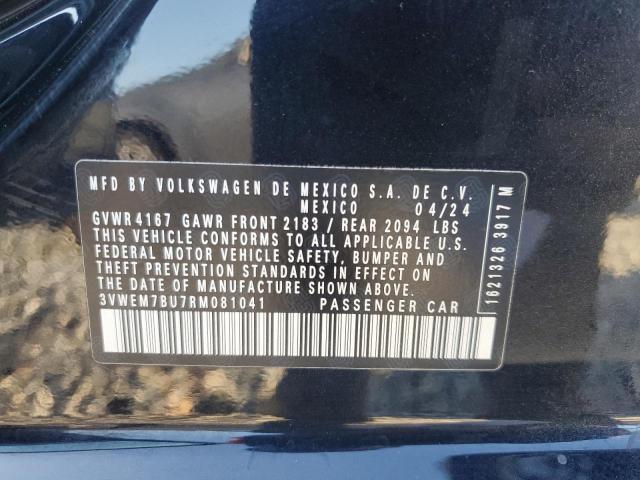 MFD BY VOLKSWAGEN DE MEXICO S.A. DE C.V.
MEXICO 04/24
GVWR 4167 GAWR FRONT 2183 / REAR 2094 LBS
THIS VEHICLE CONFORMS TO ALL APPLICABLE U.S.
FEDERAL MOTOR VEHICLE SAFETY, BUMPER AND
THEFT PREVENTION STANDARDS IN EFFECT ON
THE DATE OF MANUFACTURE SHOWN ABOVE.
3VWEM7BU7RM081041 PASSENGER CAR
1621326 3917 M